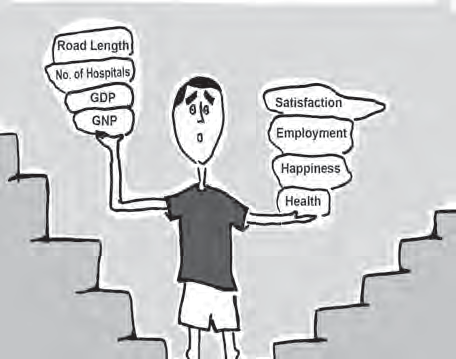 Road Length
No. of Hospitals
GDP
GNP
Satisfaction
Employment
Happiness
Health